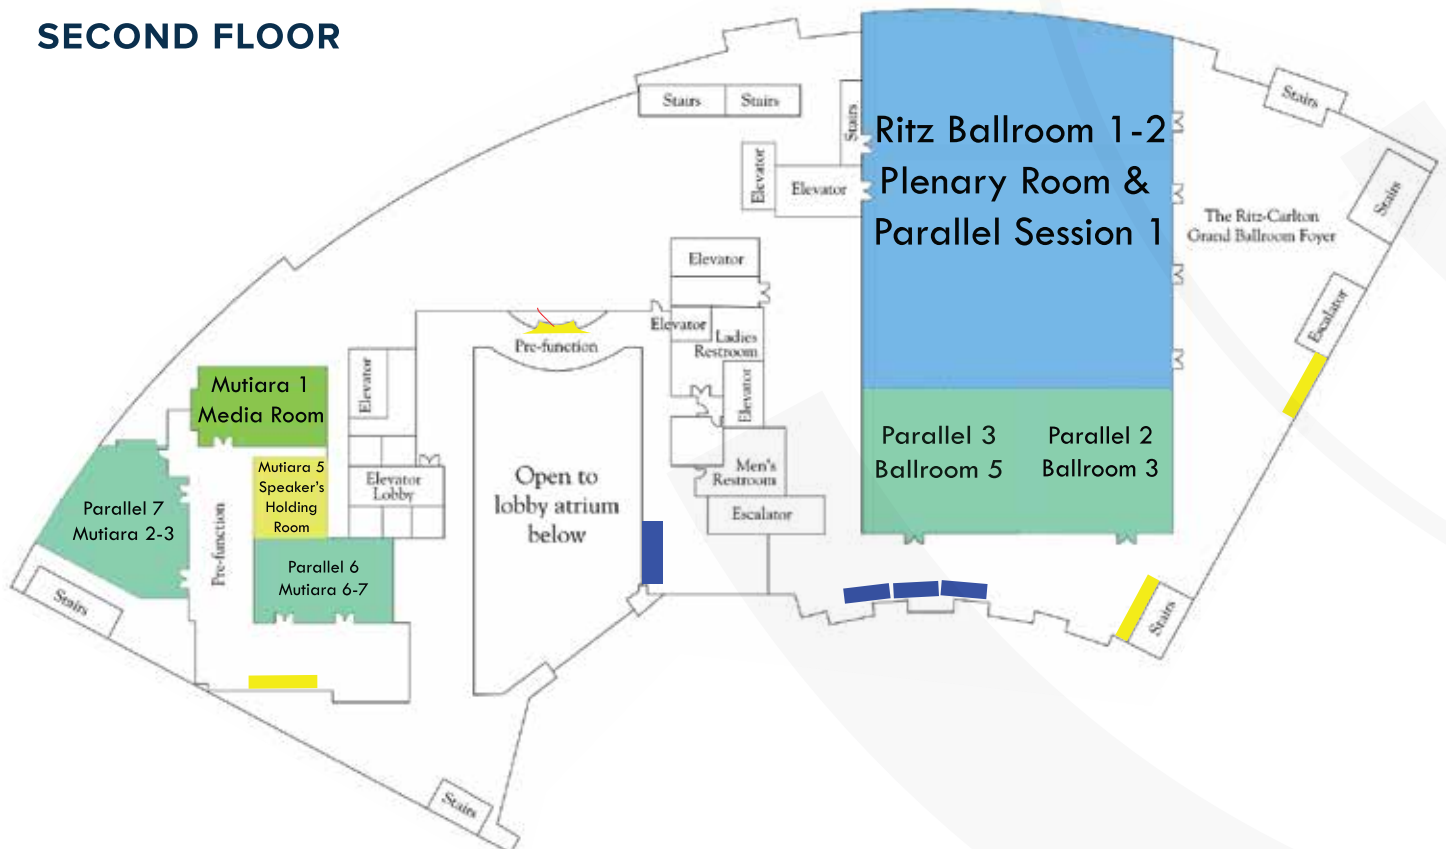 SECOND FLOOR
Stairs
Stairs
Stairs
Stairs
Elevator
Elevator
Ritz Ballroom 1-2
Plenary Room &
Parallel Session 1
Stairs
The Ritz-Carlton
Grand Ballroom Foyer
Elevator
Elevator
Ladies
Restroom
Elevator
Escalator
Pre-function
Elevator
Mutiara 1
Media Room
Parallel 3
Ballroom 5
Parallel 2
Ballroom 3
Mutiara 5
Speaker's
Holding
Room
Elevator
Lobby
Open to
lobby atrium
below
Men's
Restroom
Escalator
Parallel 7
Mutiara 2-3
Pre-function
Parallel 6
Mutiara 6-7
Stairs
Stairs
Stairs